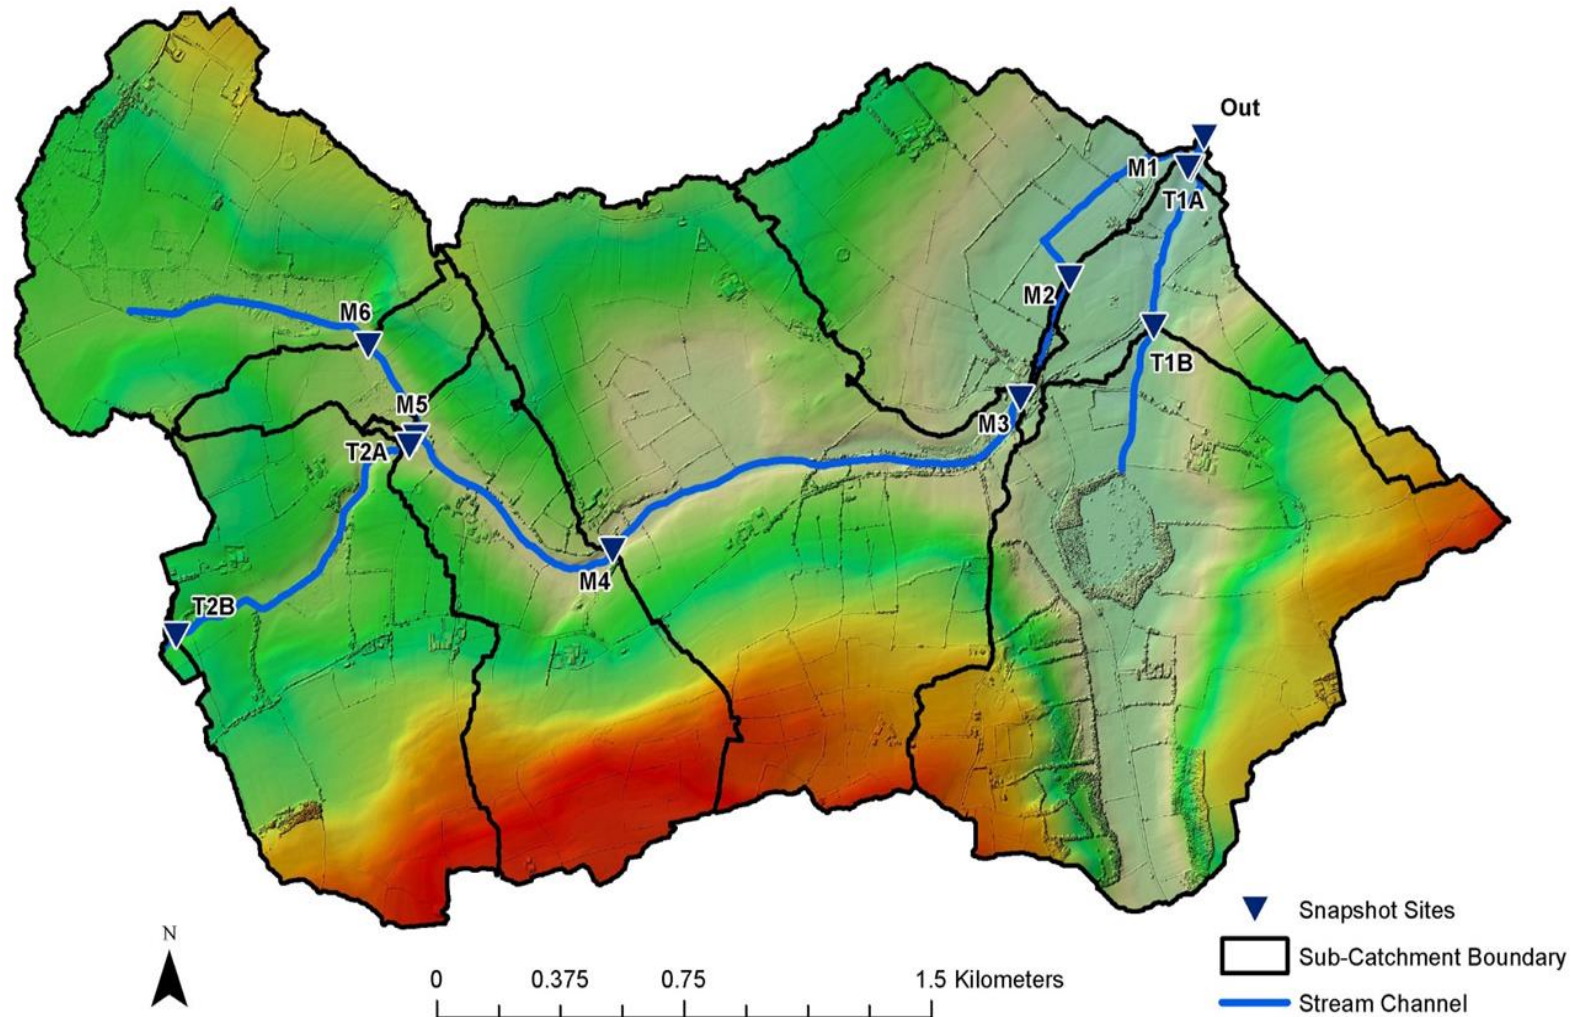 Out
M1
T1A
M2
M6
T1B
M5
M3
T2A
M4
T2B
N
0 0.375 0.75 1.5 Kilometers
Snapshot Sites
Sub-Catchment Boundary
Stream Channel